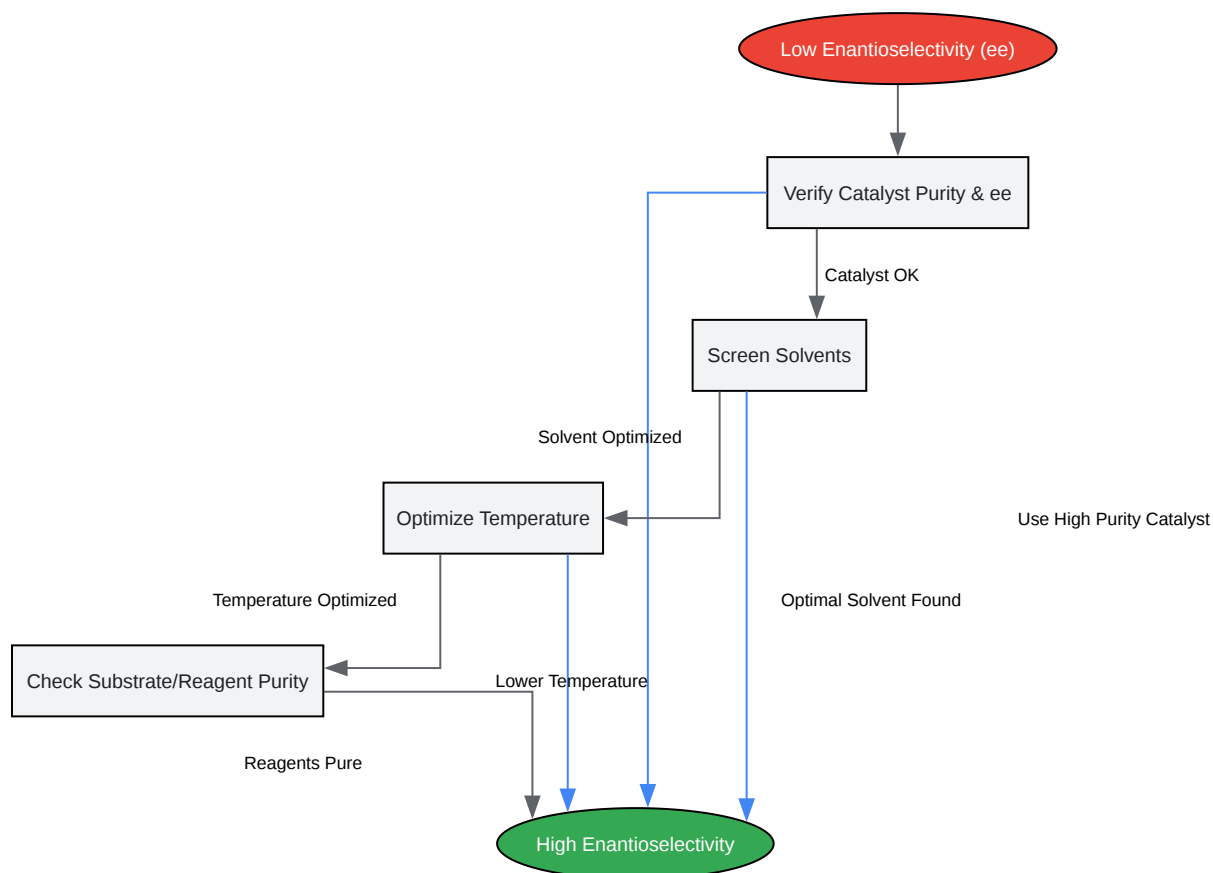 Low Enantioselectivity (ee)
Verify Catalyst Purity & ee
Catalyst OK
Screen Solvents
Solvent Optimized
Optimize Temperature
Use High Purity Catalyst
Temperature Optimized
Optimal Solvent Found
Check Substrate/Reagent Purity
Lower Temperature
Reagents Pure
High Enantioselectivity